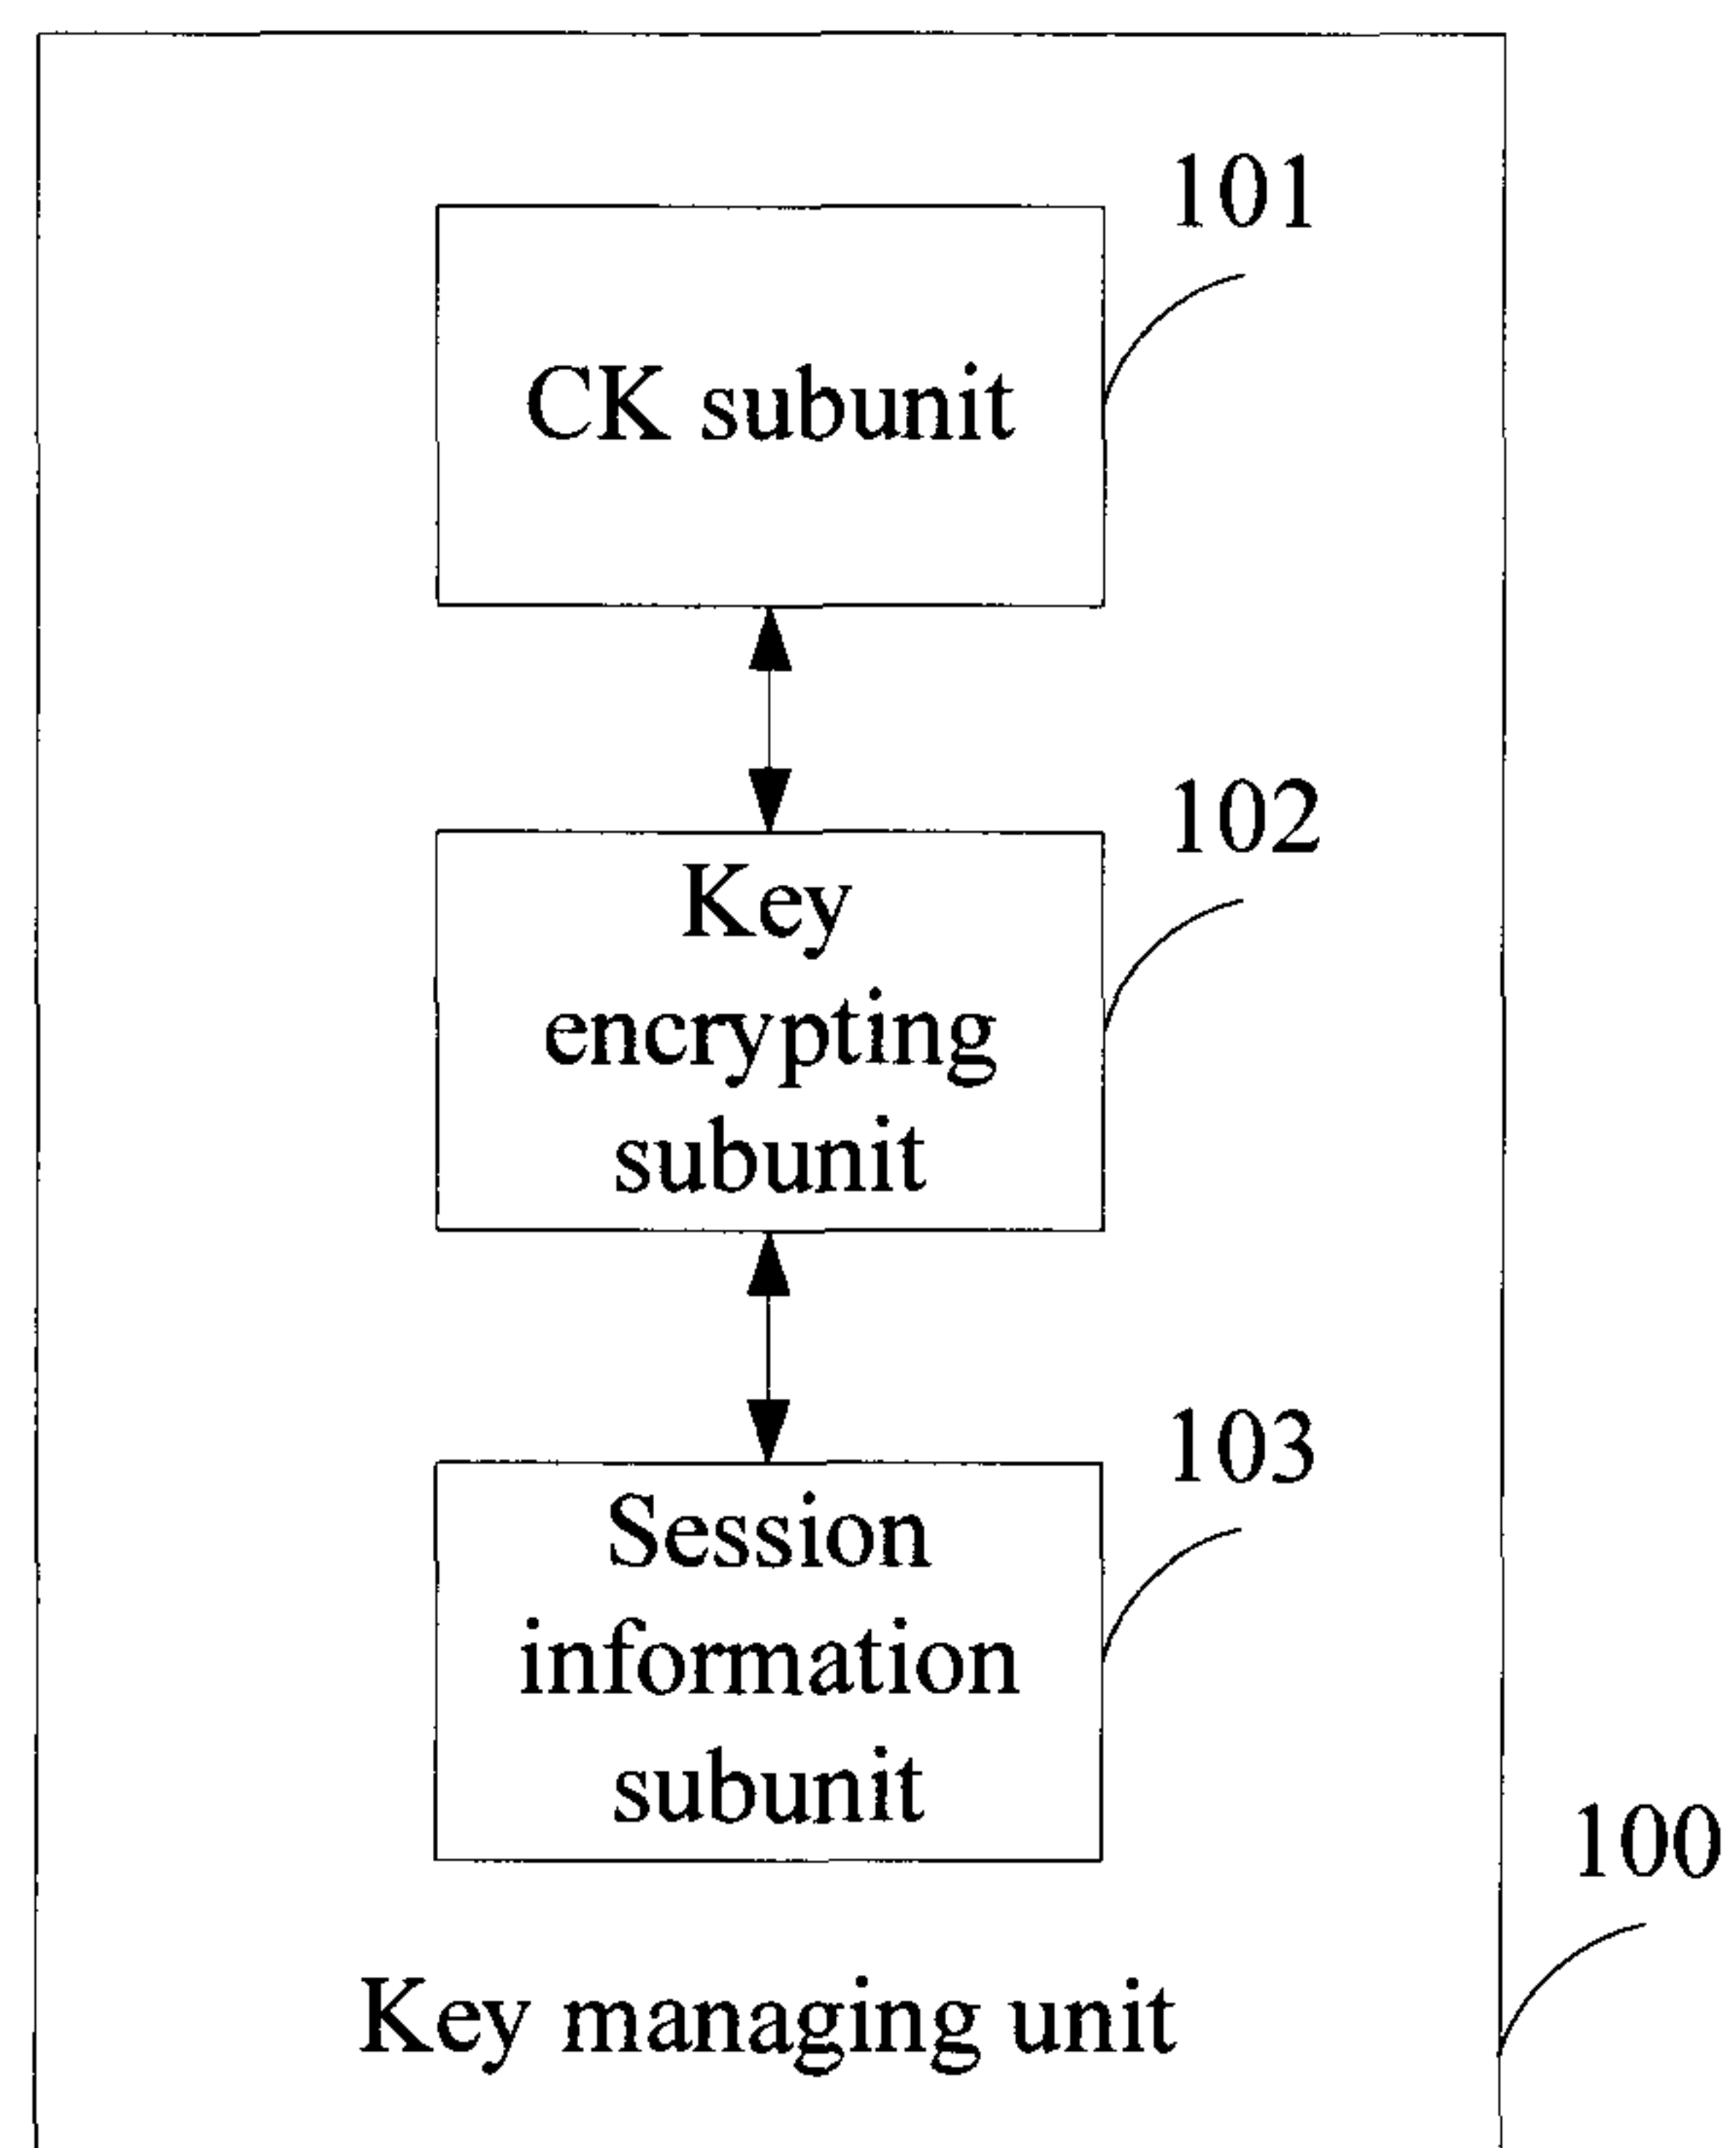 101
CK subunit
102
Key
encrypting
subunit
103
Session
information
subunit
100
Key managing unit